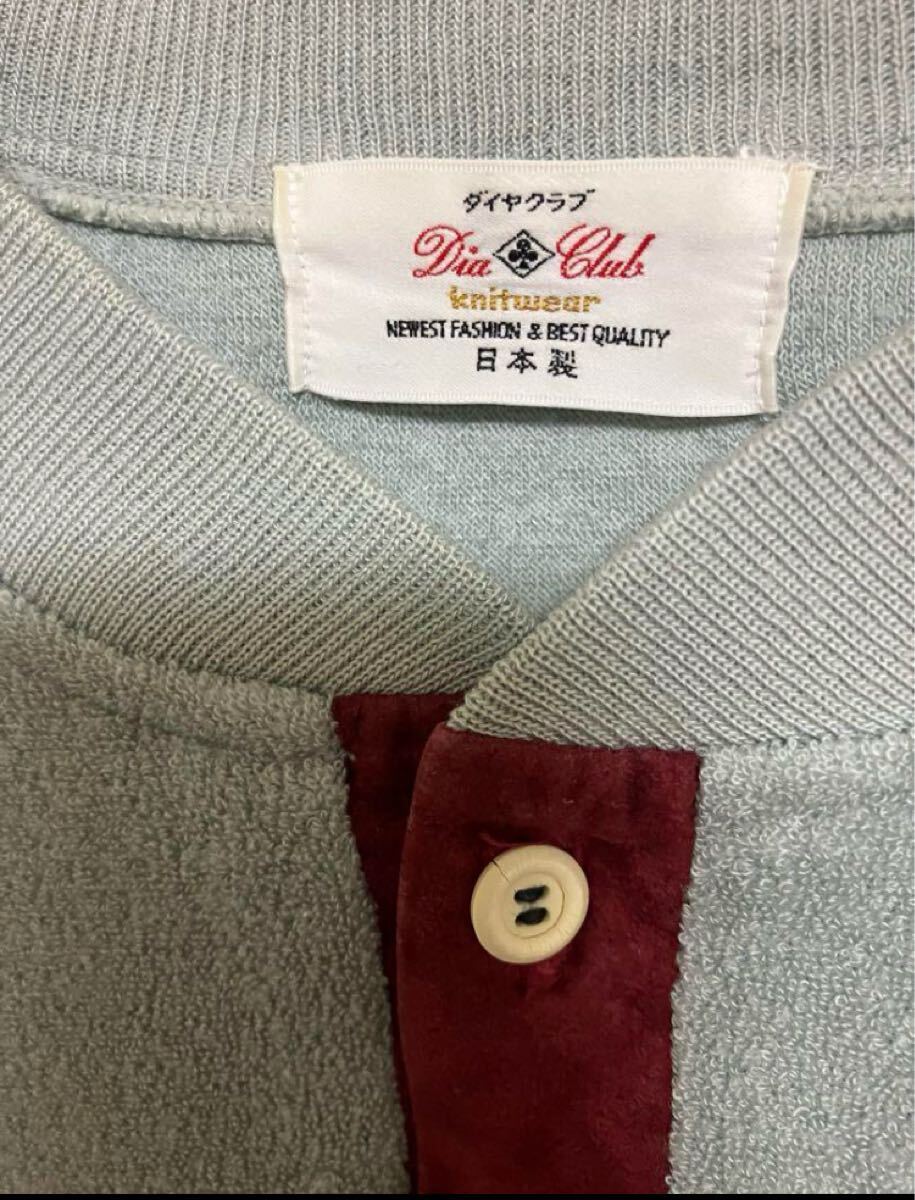 ダイヤクラブ
Dia Club
knitwear
NEWEST FASHION & BEST QUALITY
日本製